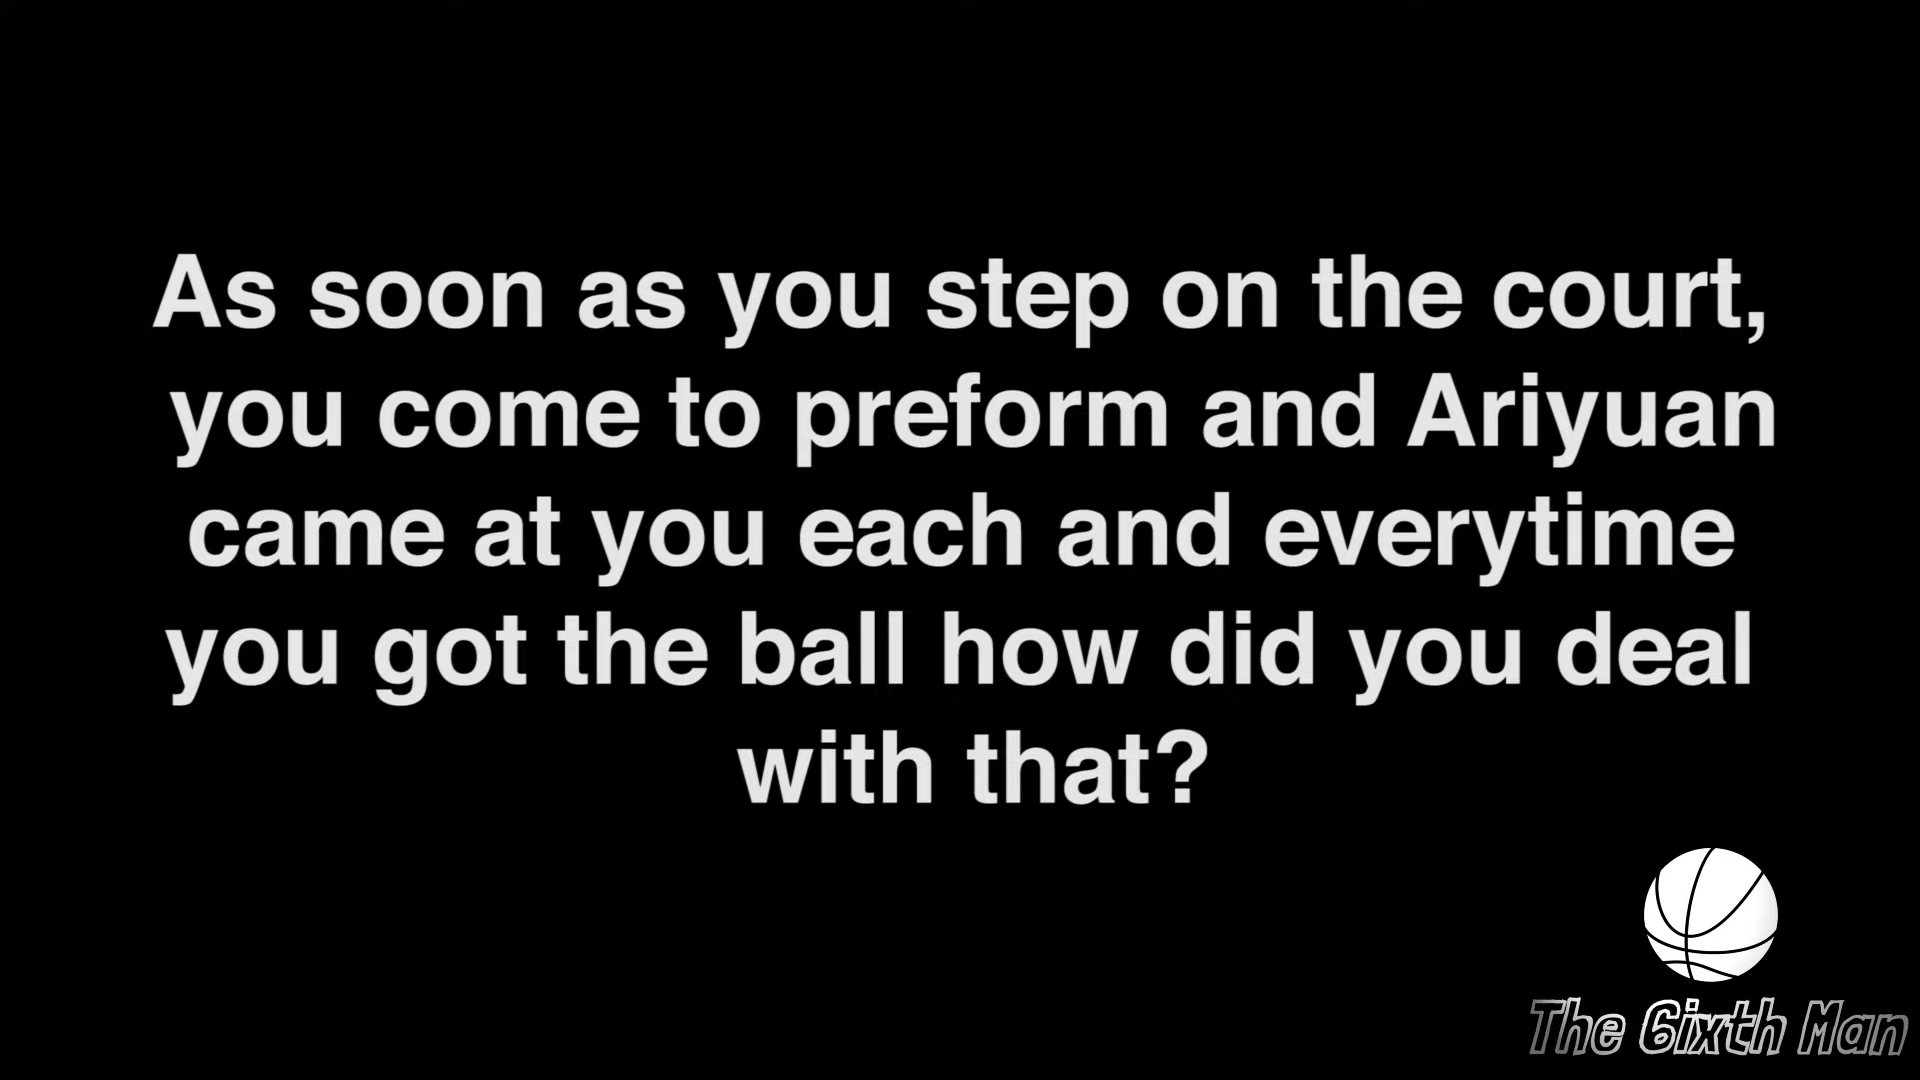 As soon as you step on the court,
you come to preform and Ariyuan
came at you each and everytime
you got the ball how did you deal
with that?
The 6ixth Man